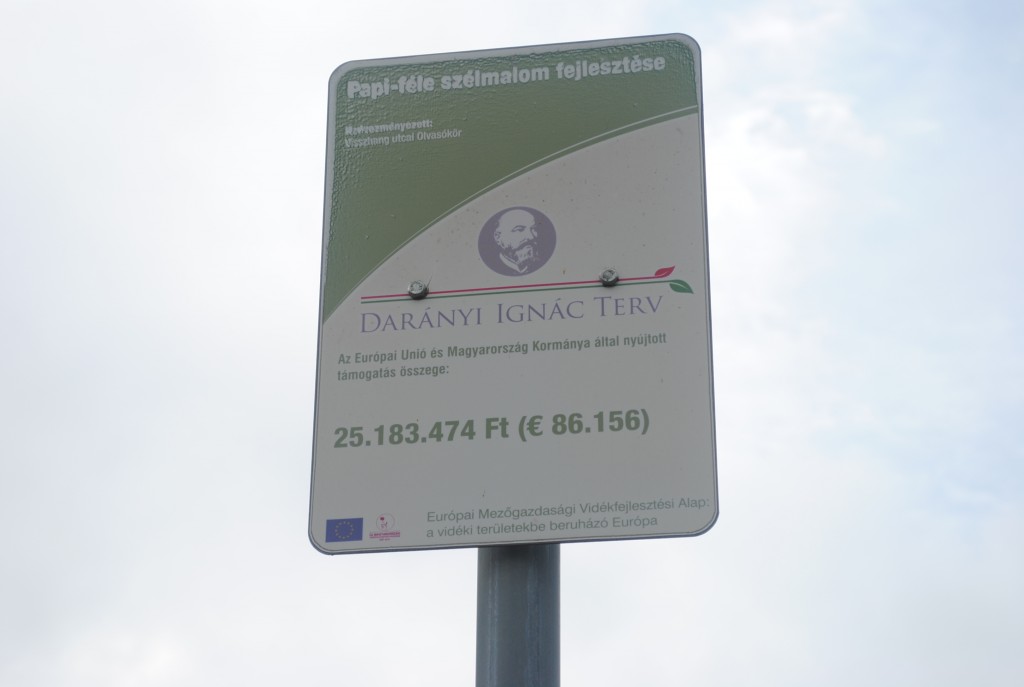 Papi-féle szélmalom fejlesztése
Kedvezményezett:
Visszhang utcai Olvasókör
DARÁNYI IGNÁC TERV
Az Európai Unió és Magyarország Kormánya által nyújtott
támogatás összege:
25.183.474 Ft (€ 86.156)
Európai Mezőgazdasági Vidékfejlesztési Alap:
a vidéki területekbe beruházó Európa